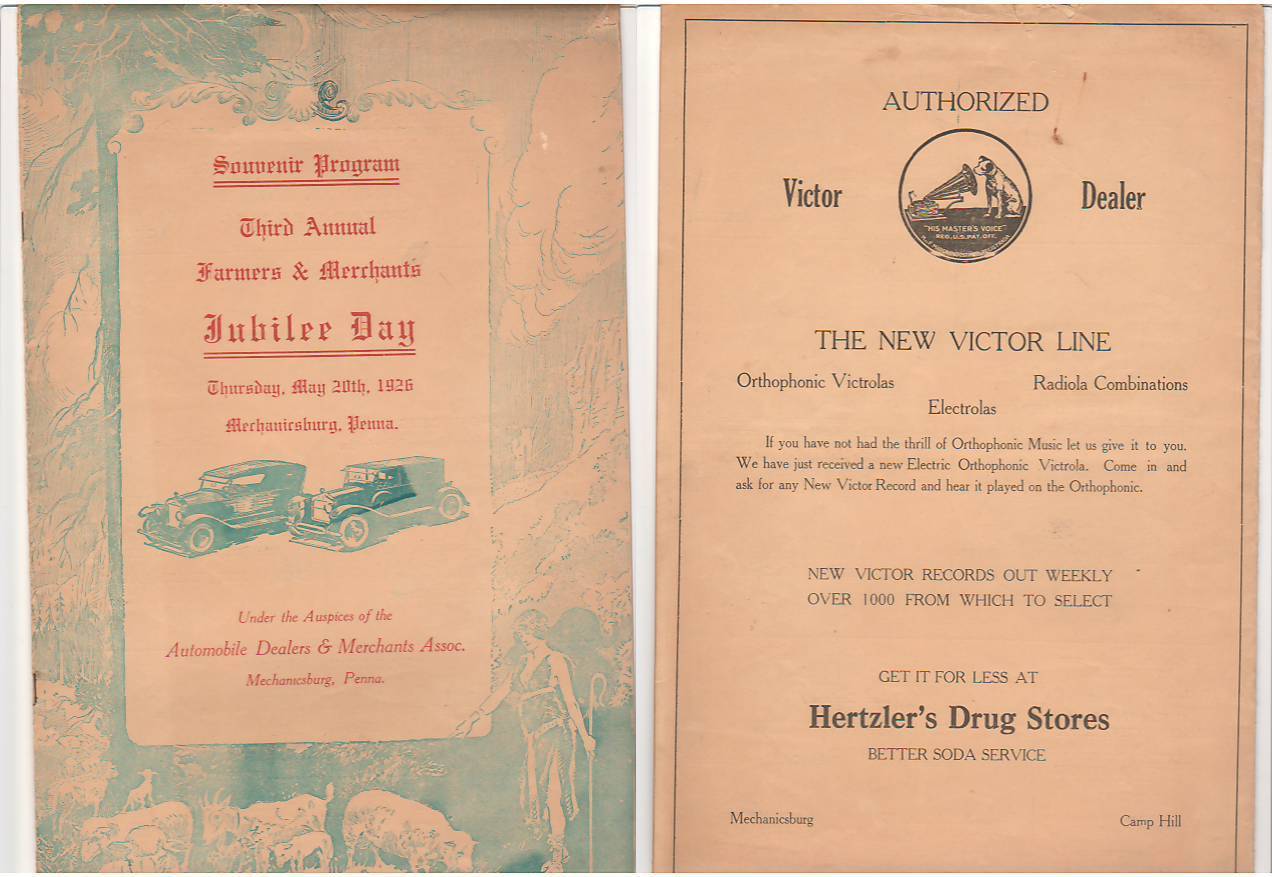 Souvenir Program
Third Annual
Farmers & Merchants
Jubilee Day
Thursday, May 20th, 1926
Mechanicsburg, Penna.
Under the Auspices of the
Automobile Dealers & Merchants Assoc.
Mechanicsburg, Penna.
AUTHORIZED
Victor
"HIS MASTER'S VOICE"
REG. U.S. PAT. OFF.
Dealer
THE NEW VICTOR LINE
Orthophonic Victrolas
Radiola Combinations
Electrolas
If you have not had the thrill of Orthophonic Music let us give it to you.
We have just received a new Electric Orthophonic Victrola. Come in and
ask for any New Victor Record and hear it played on the Orthophonic.
NEW VICTOR RECORDS OUT WEEKLY
OVER 1000 FROM WHICH TO SELECT
GET IT FOR LESS AT
Hertzler's Drug Stores
BETTER SODA SERVICE
Mechanicsburg
Camp Hill